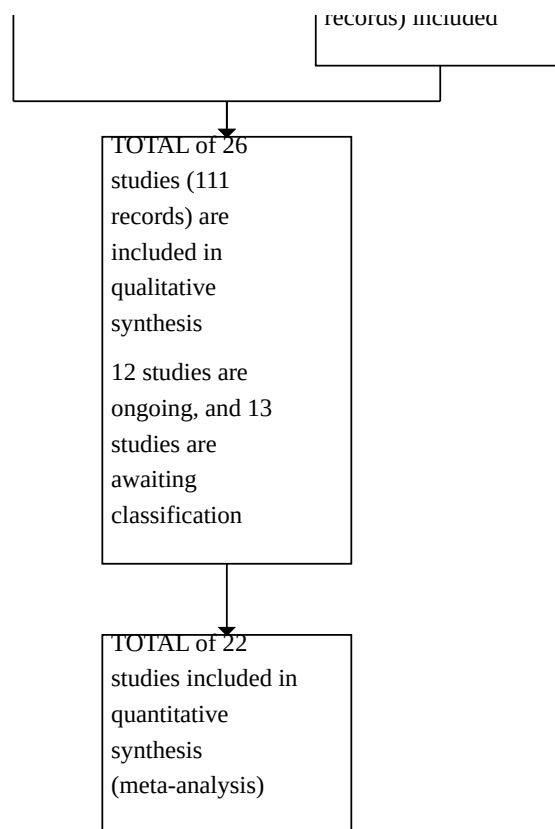 records) included
TOTAL of 26
studies (111
records) are
included in
qualitative
synthesis
12 studies are
ongoing, and 13
studies are
awaiting
classification
TOTAL of 22
studies included in
quantitative
synthesis
(meta-analysis)